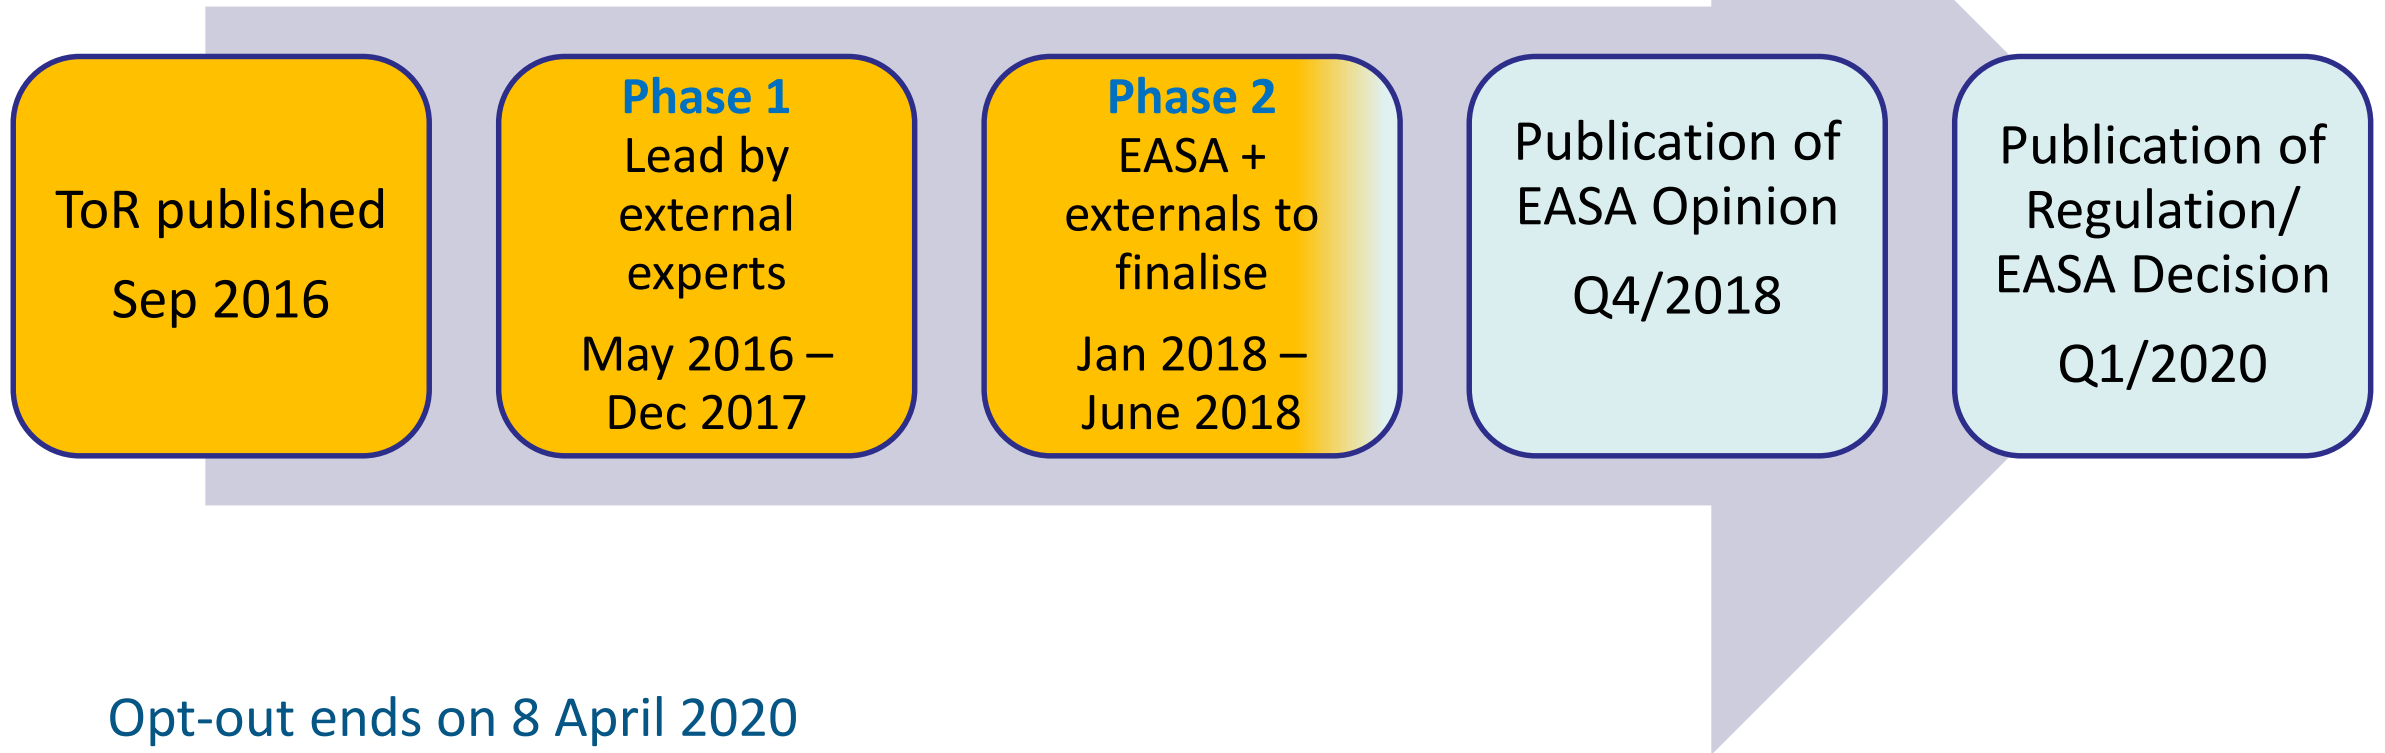 ToR published
Sep 2016
Phase 1
Lead by
external
experts
May 2016 –
Dec 2017
Phase 2
EASA +
externals to
finalise
Jan 2018 –
June 2018
Publication of
EASA Opinion
Q4/2018
Publication of
Regulation/
EASA Decision
Q1/2020
Opt-out ends on 8 April 2020